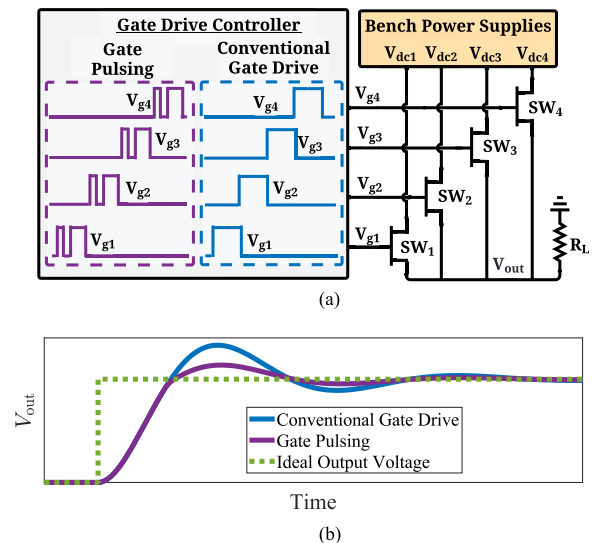 Gate Drive Controller
Gate Pulsing
Conventional Gate Drive
Vg4
Vg3
Vg2
Vg1
Vg4
Vg3
Vg2
Vg1
Vg4
Vg3
Vg2
Vg1
Bench Power Supplies
Vdc1 Vdc2 Vdc3 Vdc4
SW4
SW3
SW2
SW1
Vout
RL
(a)
Vout
Conventional Gate Drive
Gate Pulsing
Ideal Output Voltage
Time
(b)